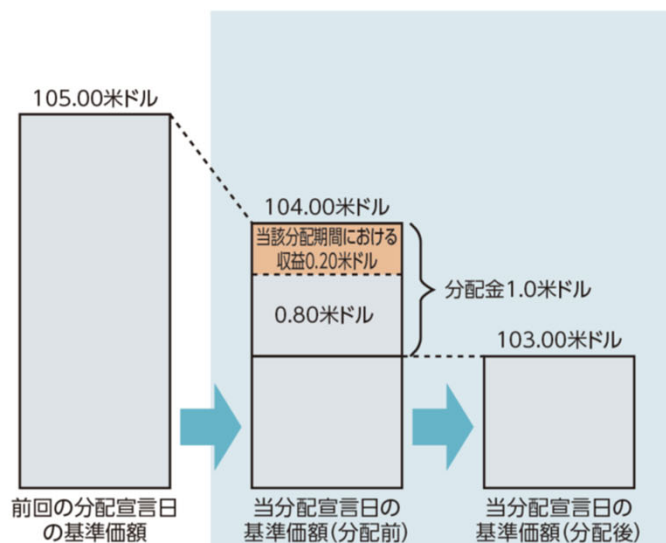 105.00米ドル
104.00米ドル
当該分配期間における
収益0.20米ドル
0.80米ドル
分配金1.0米ドル
103.00米ドル
前回の分配宣言日
の基準価額
当分配宣言日の
基準価額(分配前)
当分配宣言日の
基準価額(分配後)